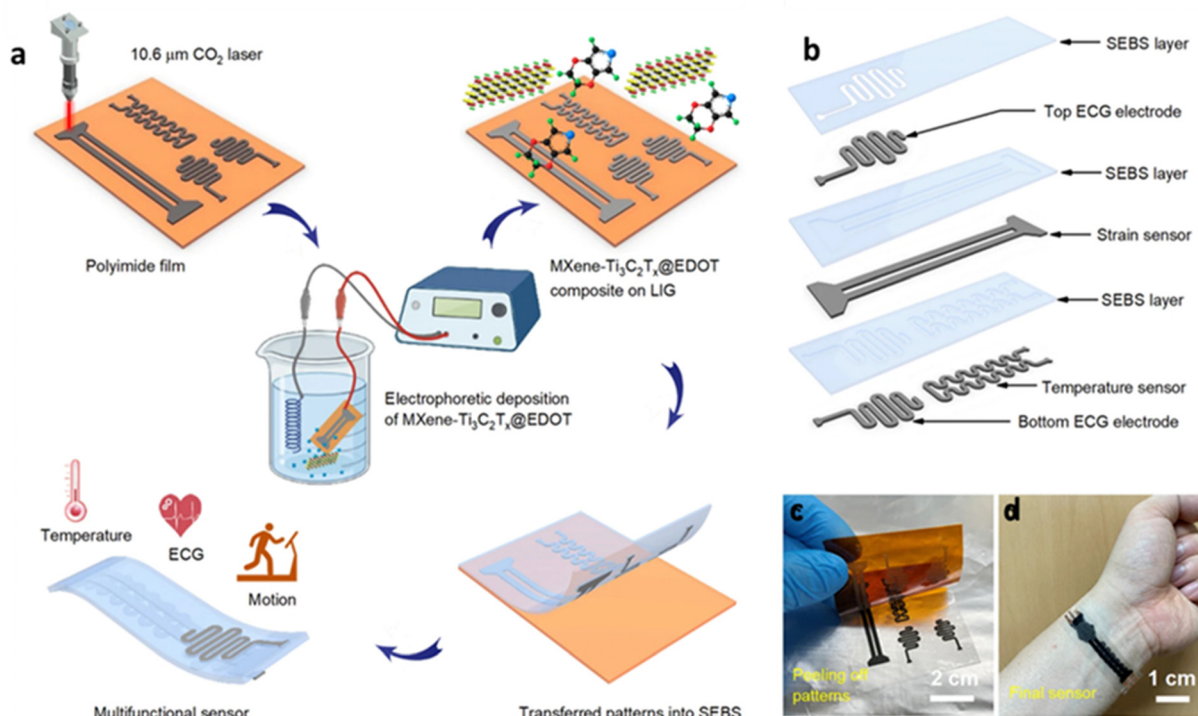 a
10.6 μm CO₂ laser
Polyimide film
MXene-Ti₃C₂Tₓ@EDOT
composite on LIG
Electrophoretic deposition
of MXene-Ti₃C₂Tₓ@EDOT
Temperature
ECG
Motion
Multifunctional sensor
Transferred patterns into SEBS
b
SEBS layer
Top ECG electrode
SEBS layer
Strain sensor
SEBS layer
Temperature sensor
Bottom ECG electrode
c
Peeling off
patterns
2 cm
d
Final sensor
1 cm